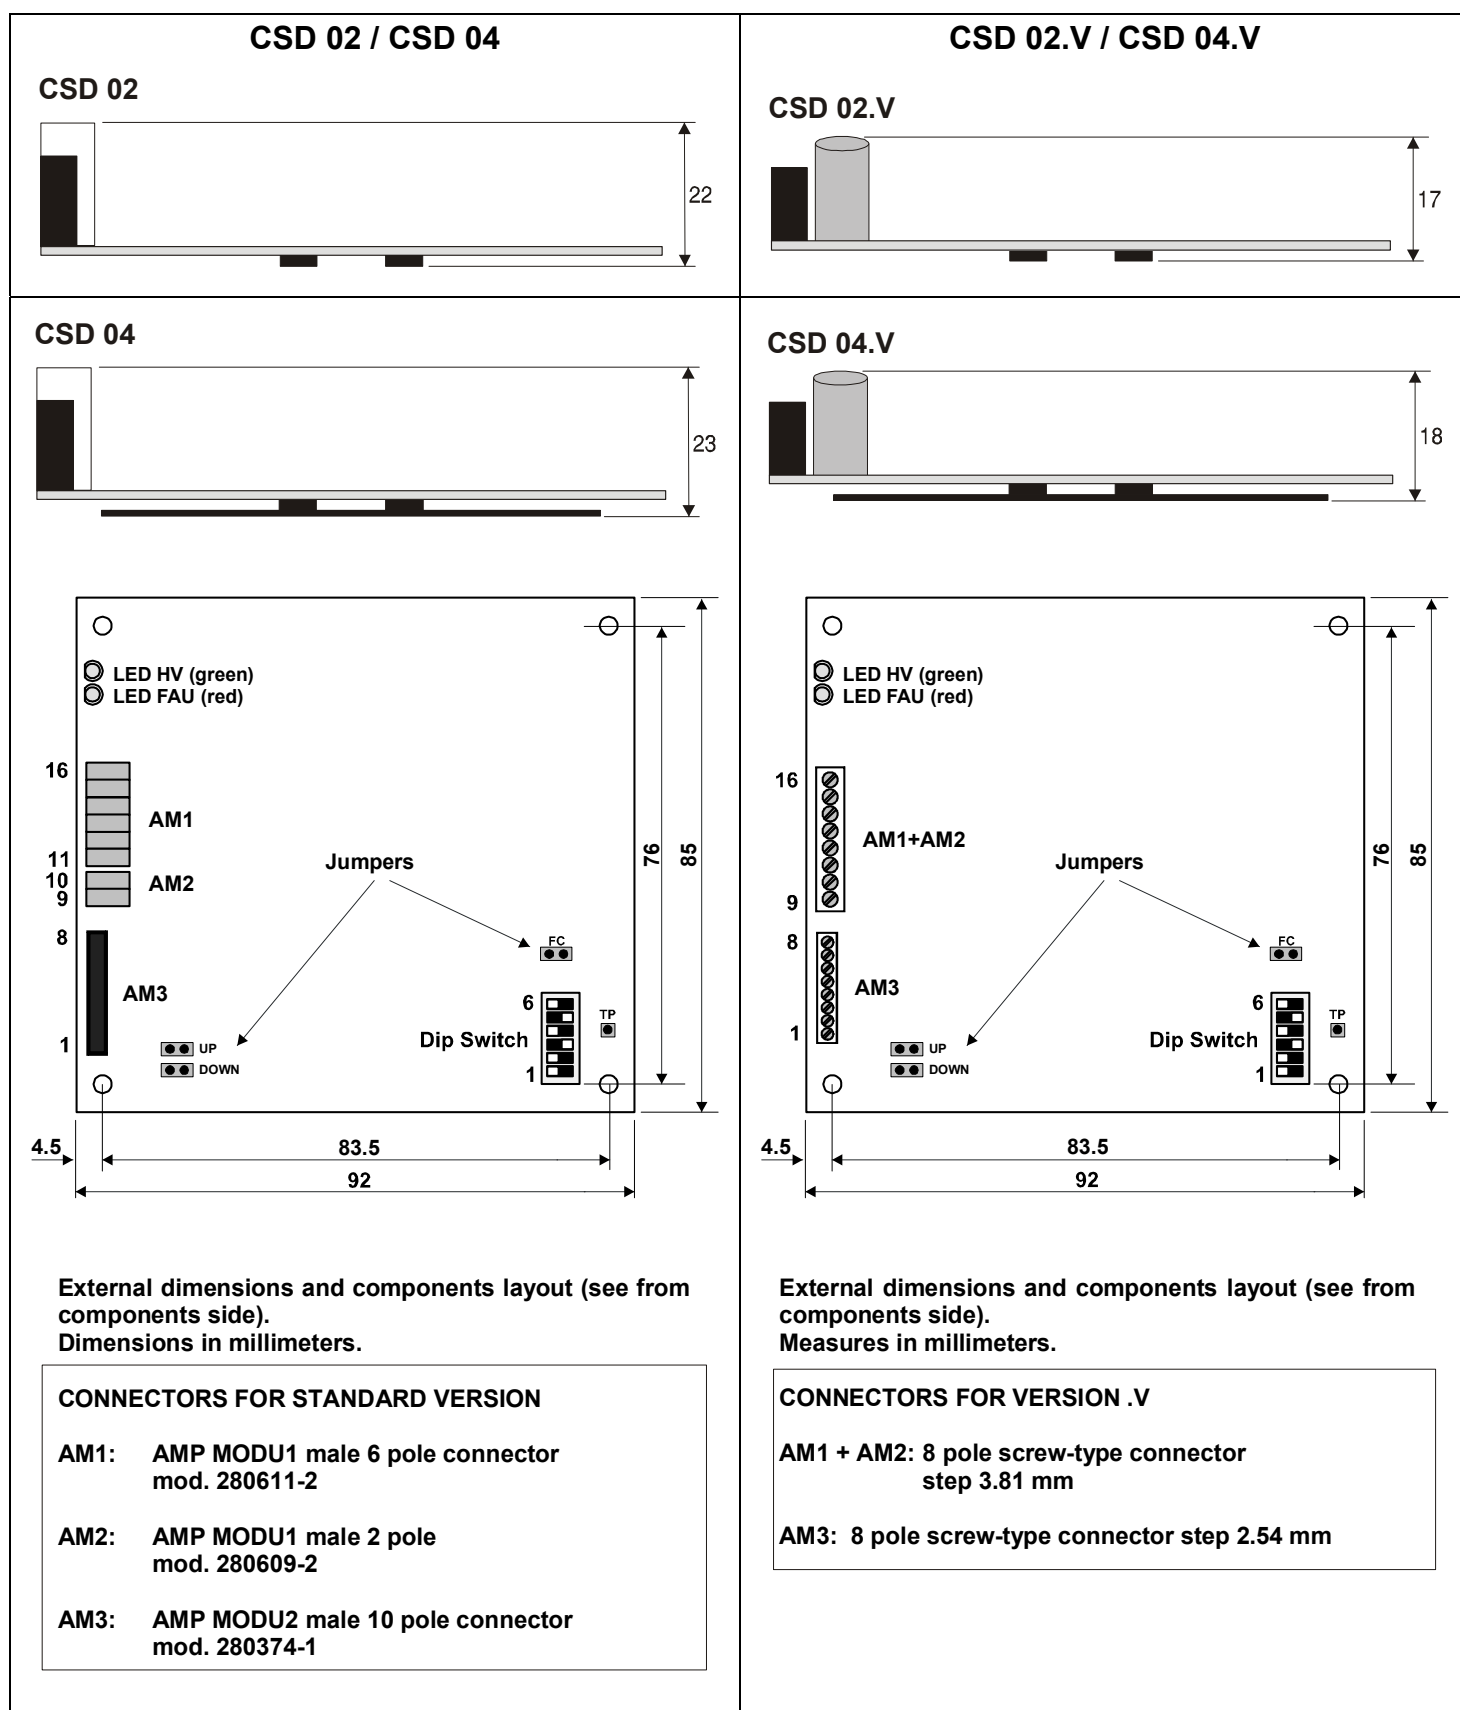 CSD 02 / CSD 04
CSD 02
22
CSD 04
23
LED HV (green)
LED FAU (red)
16
AM1
11
10
AM2
9
Jumpers
8
FC
AM3
6
TP
1
UP
Dip Switch
DOWN
1
76
85
4.5
83.5
92
External dimensions and components layout (see from
components side).
Dimensions in millimeters.
CONNECTORS FOR STANDARD VERSION
AM1: AMP MODU1 male 6 pole connector
mod. 280611-2
AM2: AMP MODU1 male 2 pole
mod. 280609-2
AM3: AMP MODU2 male 10 pole connector
mod. 280374-1
CSD 02.V / CSD 04.V
CSD 02.V
17
CSD 04.V
18
LED HV (green)
LED FAU (red)
16
AM1+AM2
9
Jumpers
8
FC
AM3
6
TP
1
UP
Dip Switch
DOWN
1
76
85
4.5
83.5
92
External dimensions and components layout (see from
components side).
Measures in millimeters.
CONNECTORS FOR VERSION .V
AM1 + AM2: 8 pole screw-type connector
step 3.81 mm
AM3: 8 pole screw-type connector step 2.54 mm